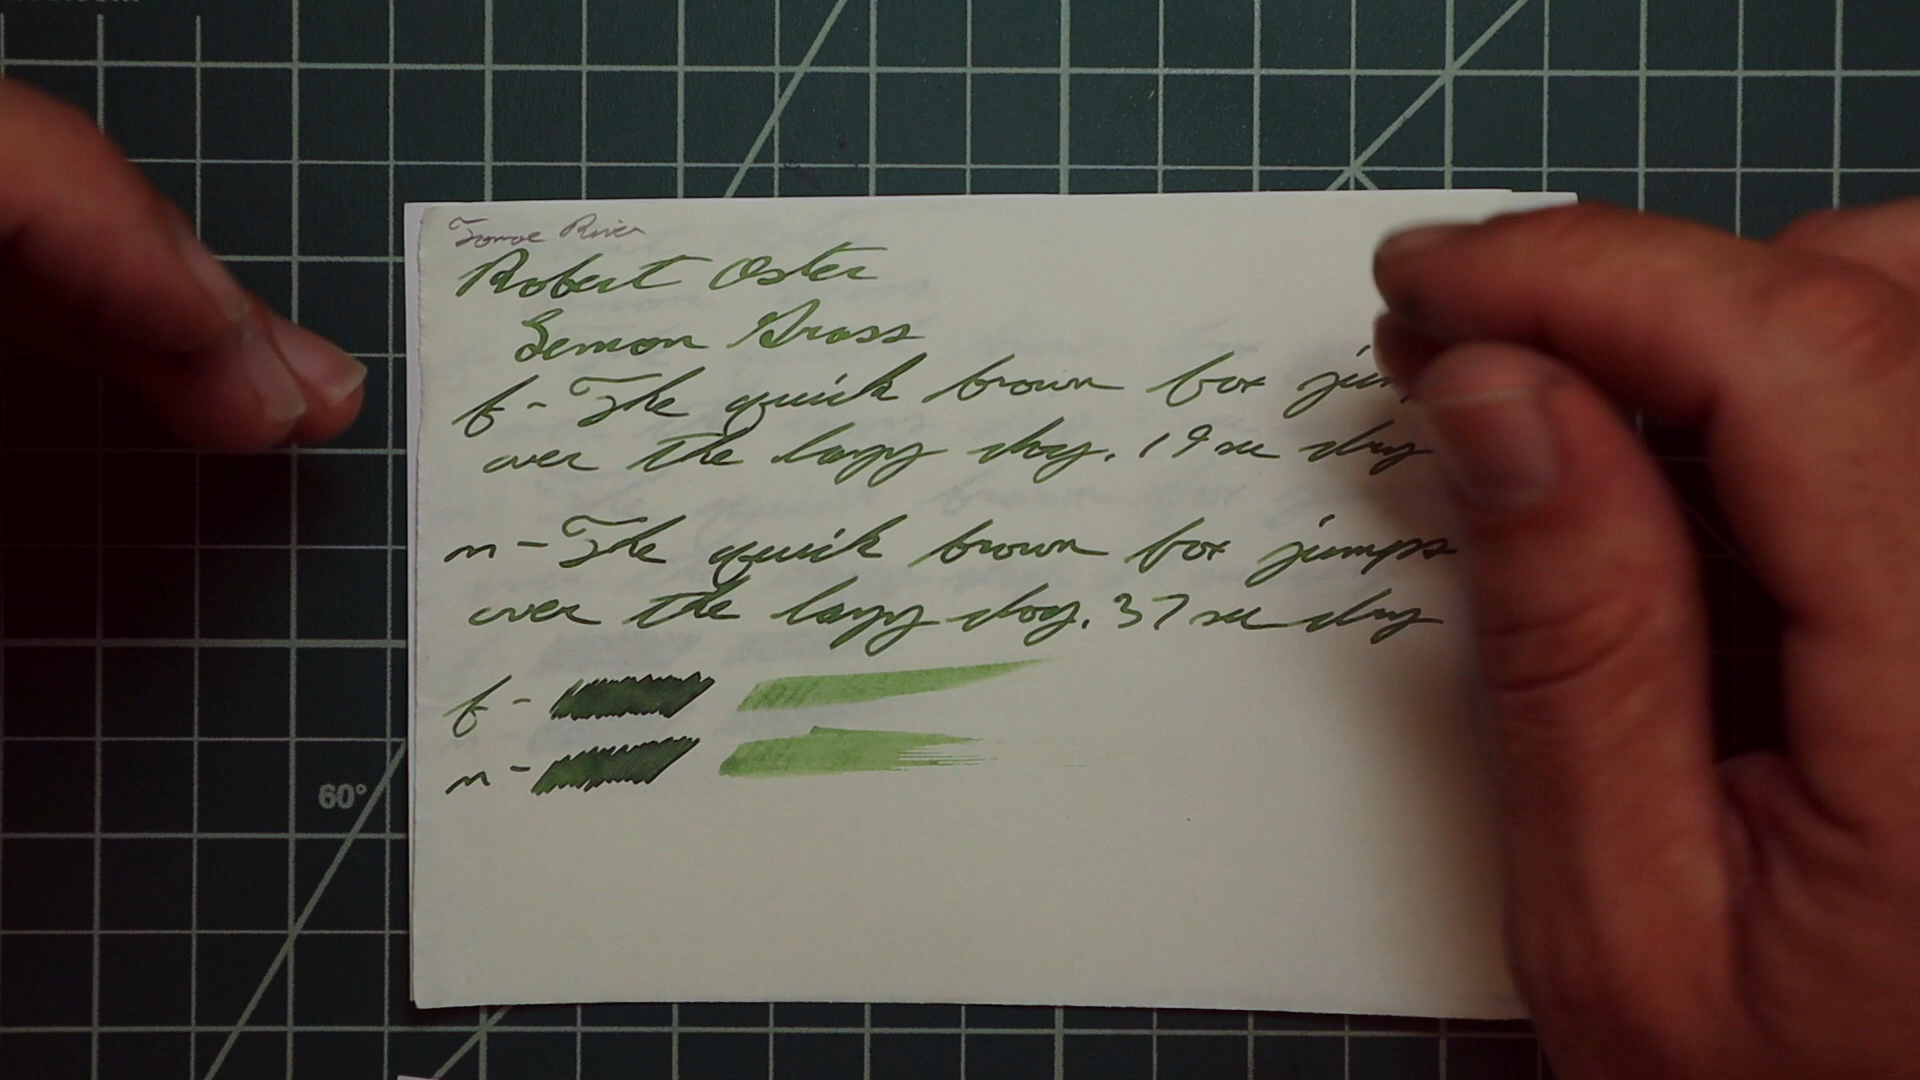 Tomoe River
Robert Oster
Lemon Grass
f - The quick brown fox jum
over the lazy dog. 19 sec dry
m - The quick brown fox jumps
over the lazy dog. 37 sec dry
f -
m -
60°